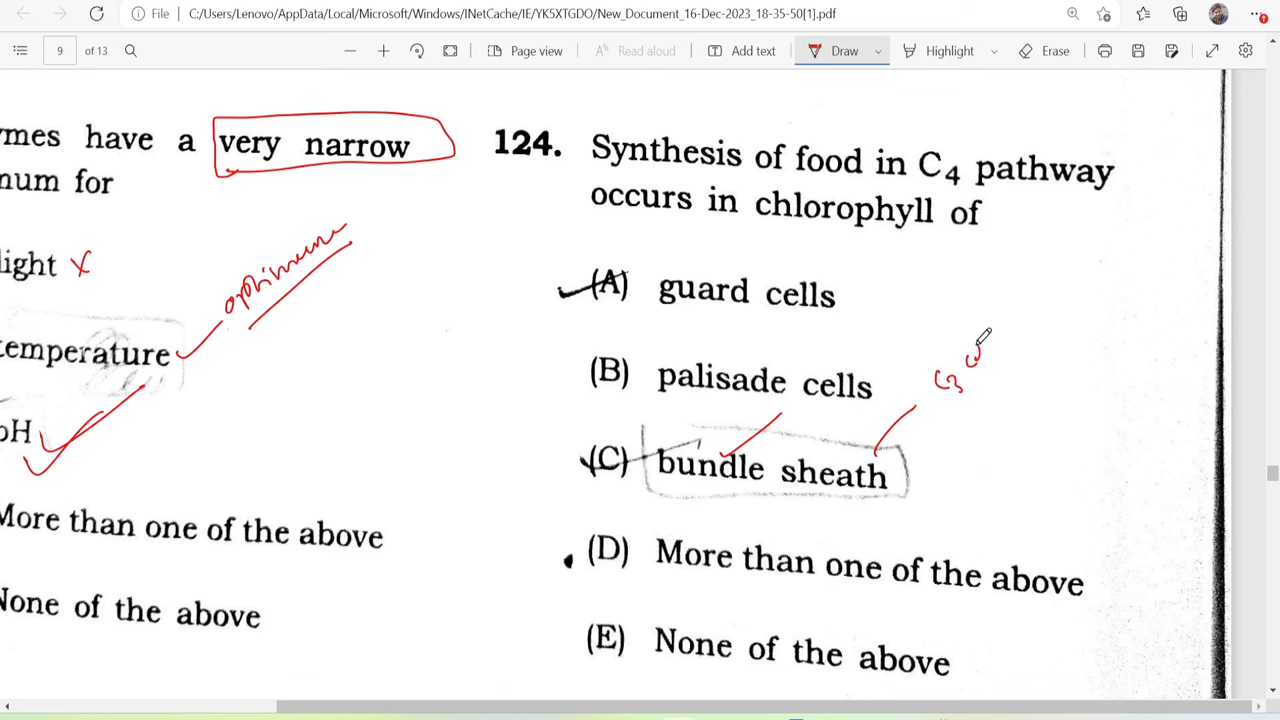 File
C:/Users/Lenovo/AppData/Local/Microsoft/Windows/INetCache/IE/YK5XTGDO/New_Document_16-Dec-2023_18-35-50[1].pdf
9 of 13
Page view
Read aloud
Add text
Draw
Highlight
Erase
ymes have a very narrow
num for
light x
optimum
temperature
pH
More than one of the above
None of the above
124. Synthesis of food in C4 pathway
occurs in chlorophyll of
(A) guard cells
(B) palisade cells
C3
(C) bundle sheath
(D) More than one of the above
(E) None of the above